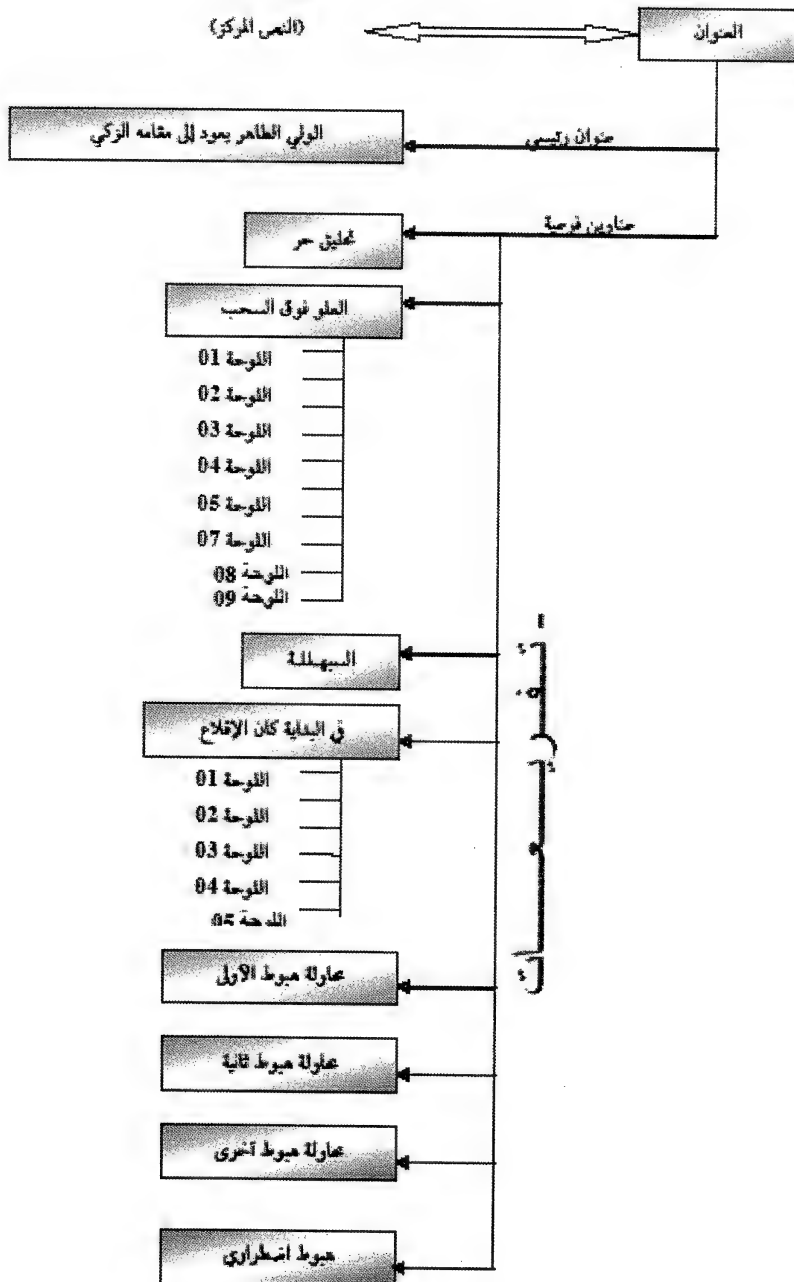 العنوان
(النص المركز)
عنوان رئيسي
الولي الطاهر يعود إلى مقامه الزكي
عناوين فرعية
تحليق حر
العلو فوق السحب
اللوحة 01
اللوحة 02
اللوحة 03
اللوحة 04
اللوحة 05
اللوحة 07
اللوحة 08
اللوحة 09
السبهللة
في البداية كان الإقلاع
اللوحة 01
اللوحة 02
اللوحة 03
اللوحة 04
اللوحة 05
محاولة هبوط الأولى
محاولة هبوط ثانية
محاولة هبوط أخرى
هبوط اضطراري